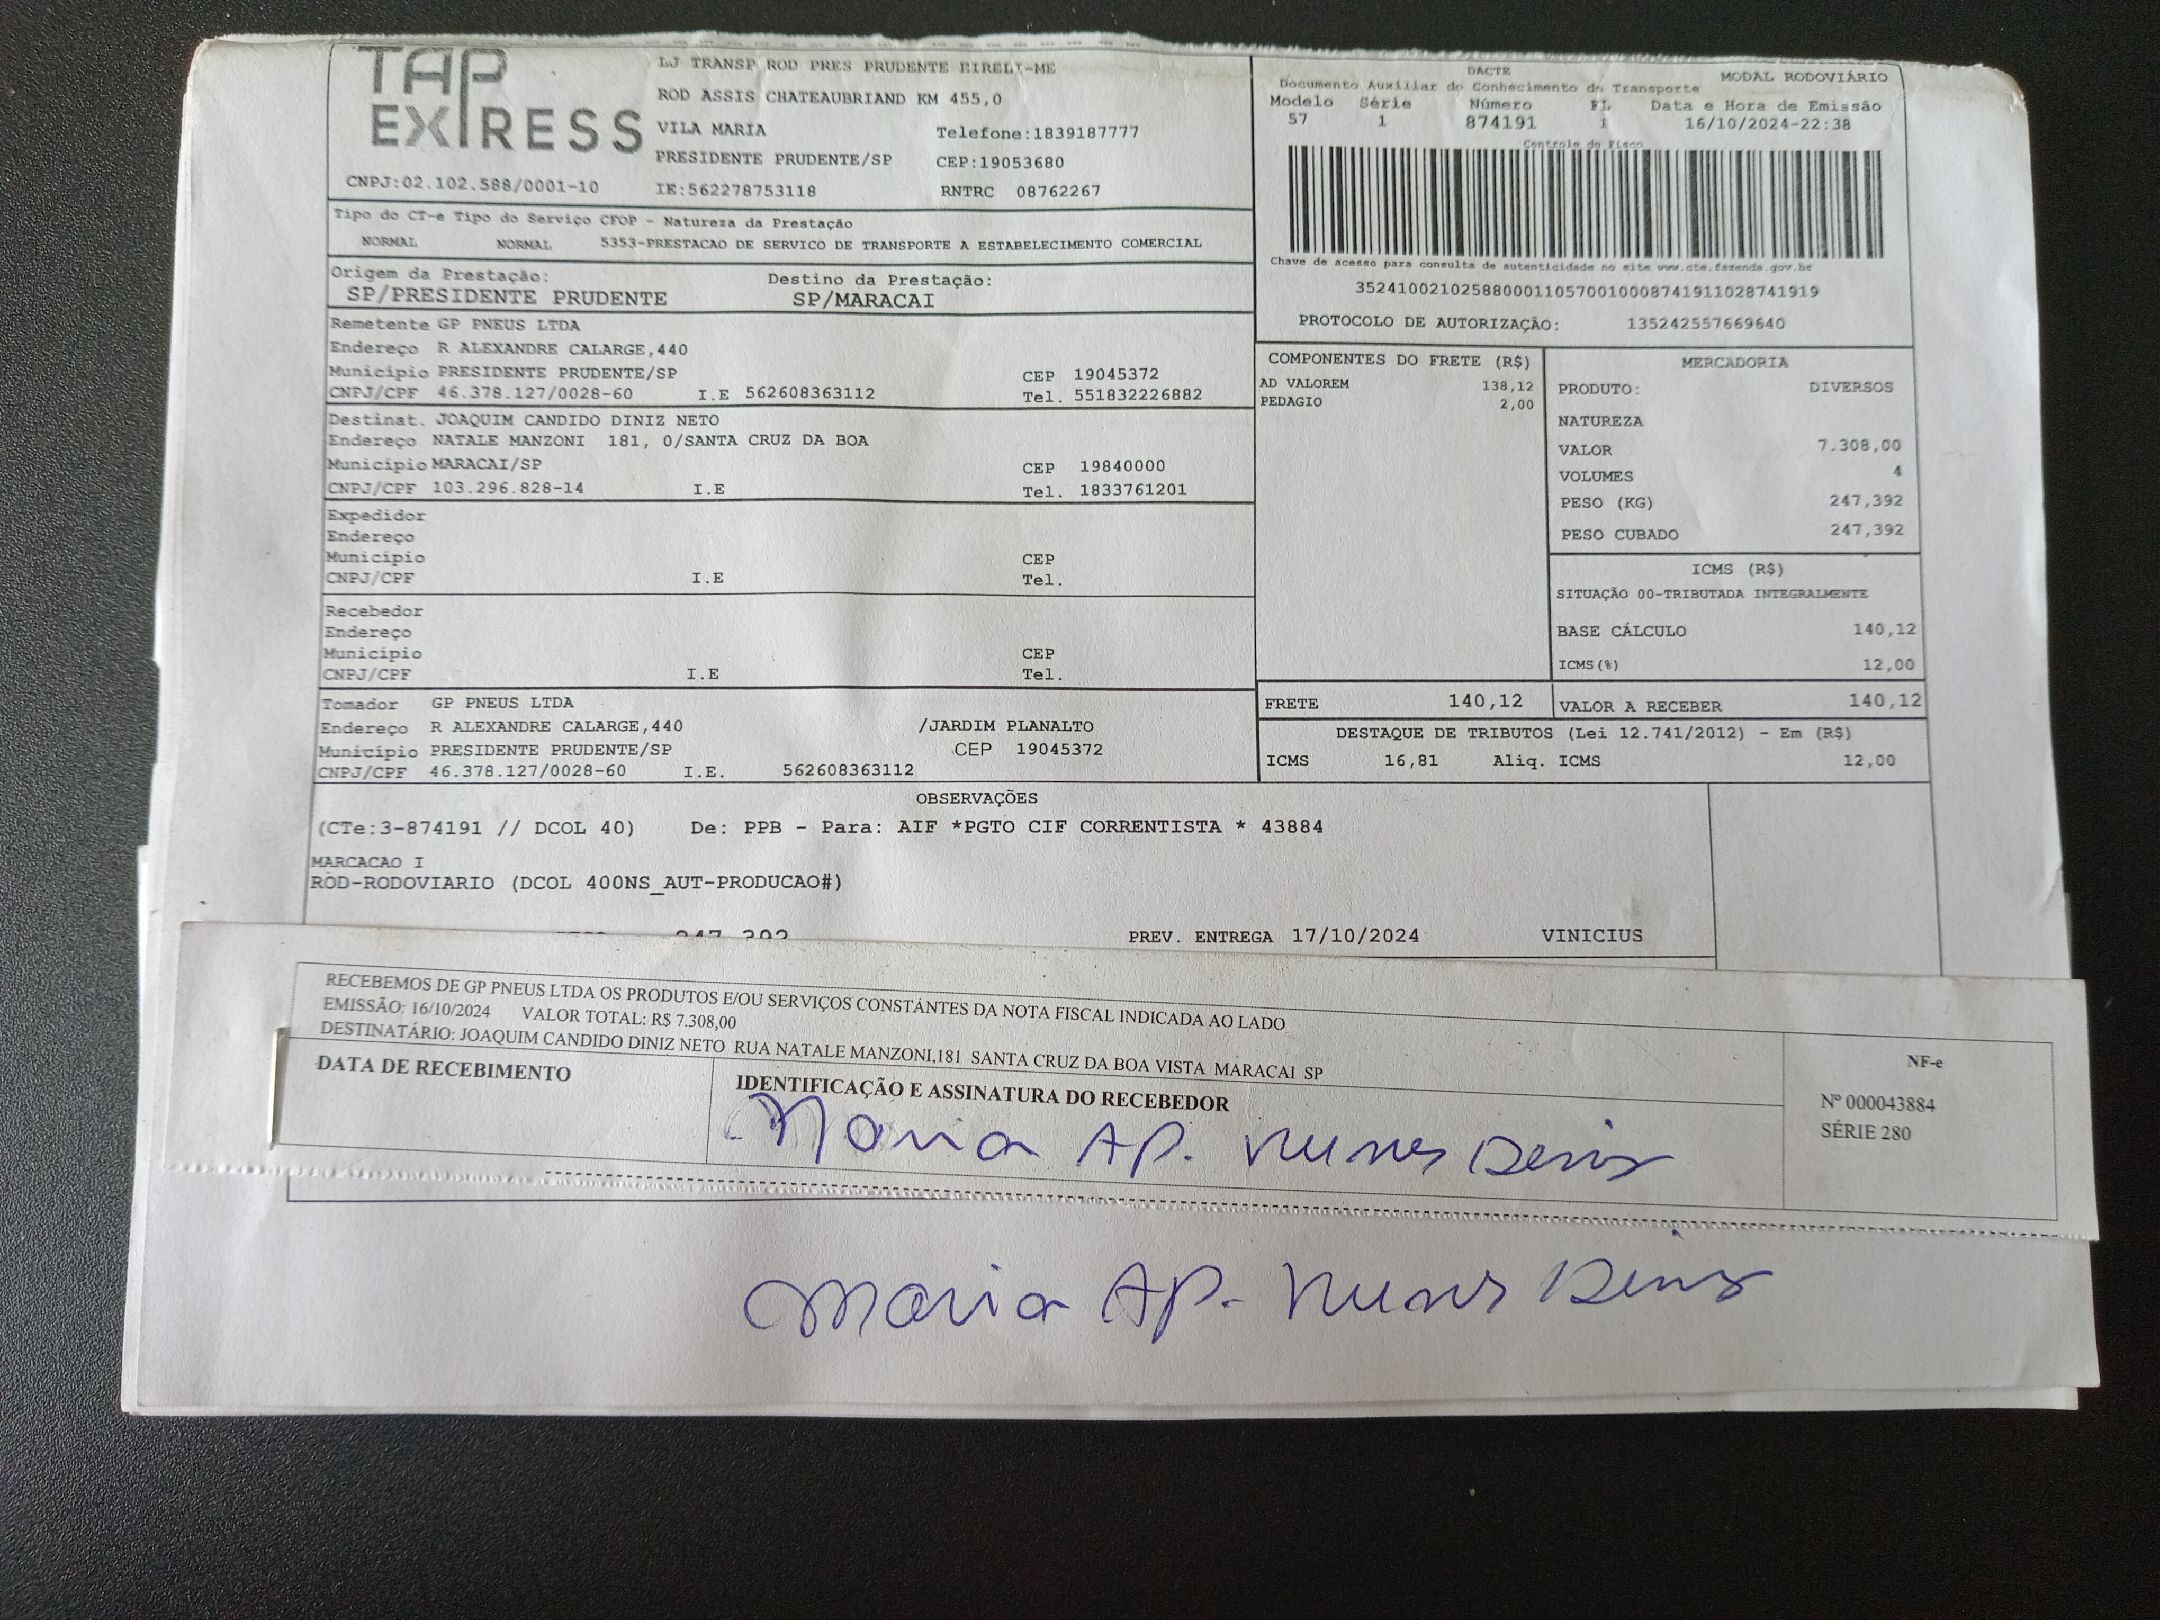 TAP EXPRESS
LJ TRANSP ROD PRES PRUDENTE EIRELI-ME
ROD ASSIS CHATEAUBRIAND KM 455,0
VILA MARIA Telefone:1839187777
PRESIDENTE PRUDENTE/SP CEP:19053680
CNPJ:02.102.588/0001-10 IE:562278753118 RNTRC 08762267
DACTE MODAL RODOVIÁRIO
Documento Auxiliar do Conhecimento de Transporte
Modelo Série Número FL Data e Hora de Emissão
57 1 874191 1 16/10/2024-22:38
Controle do Fisco
Chave de acesso para consulta de autenticidade no site www.cte.fazenda.gov.br
35241002102588000110570010008741911028741919
PROTOCOLO DE AUTORIZAÇÃO: 135242557669640
Tipo do CT-e Tipo do Serviço CFOP - Natureza da Prestação
NORMAL NORMAL 5353-PRESTACAO DE SERVICO DE TRANSPORTE A ESTABELECIMENTO COMERCIAL
Origem da Prestação: Destino da Prestação:
SP/PRESIDENTE PRUDENTE SP/MARACAI
Remetente GP PNEUS LTDA
Endereço R ALEXANDRE CALARGE,440
Município PRESIDENTE PRUDENTE/SP CEP 19045372
CNPJ/CPF 46.378.127/0028-60 I.E 562608363112 Tel. 551832226882
Destinat. JOAQUIM CANDIDO DINIZ NETO
Endereço NATALE MANZONI 181, 0/SANTA CRUZ DA BOA
Município MARACAI/SP CEP 19840000
CNPJ/CPF 103.296.828-14 I.E Tel. 1833761201
Expedidor
Endereço
Município CEP
CNPJ/CPF I.E Tel.
Recebedor
Endereço
Município CEP
CNPJ/CPF I.E Tel.
Tomador GP PNEUS LTDA
Endereço R ALEXANDRE CALARGE,440 /JARDIM PLANALTO
Município PRESIDENTE PRUDENTE/SP CEP 19045372
CNPJ/CPF 46.378.127/0028-60 I.E. 562608363112
COMPONENTES DO FRETE (R$)
AD VALOREM 138,12
PEDAGIO 2,00
MERCADORIA
PRODUTO: DIVERSOS
NATUREZA
VALOR 7.308,00
VOLUMES 4
PESO (KG) 247,392
PESO CUBADO 247,392
ICMS (R$)
SITUAÇÃO 00-TRIBUTADA INTEGRALMENTE
BASE CÁLCULO 140,12
ICMS(%) 12,00
FRETE 140,12 VALOR A RECEBER 140,12
DESTAQUE DE TRIBUTOS (Lei 12.741/2012) - Em (R$)
ICMS 16,81 Aliq. ICMS 12,00
OBSERVAÇÕES
(CTe:3-874191 // DCOL 40) De: PPB - Para: AIF *PGTO CIF CORRENTISTA * 43884
MARCACAO I
ROD-RODOVIARIO (DCOL 400NS_AUT-PRODUCAO#)
247,392 PREV. ENTREGA 17/10/2024 VINICIUS
RECEBEMOS DE GP PNEUS LTDA OS PRODUTOS E/OU SERVIÇOS CONSTANTES DA NOTA FISCAL INDICADA AO LADO
EMISSÃO: 16/10/2024 VALOR TOTAL: R$ 7.308,00
DESTINATÁRIO: JOAQUIM CANDIDO DINIZ NETO RUA NATALE MANZONI,181 SANTA CRUZ DA BOA VISTA MARACAI SP
DATA DE RECEBIMENTO
IDENTIFICAÇÃO E ASSINATURA DO RECEBEDOR
Maria AP. Nunes Deniz
NF-e
Nº 000043884
SÉRIE 280
Maria AP. Nunes Diniz